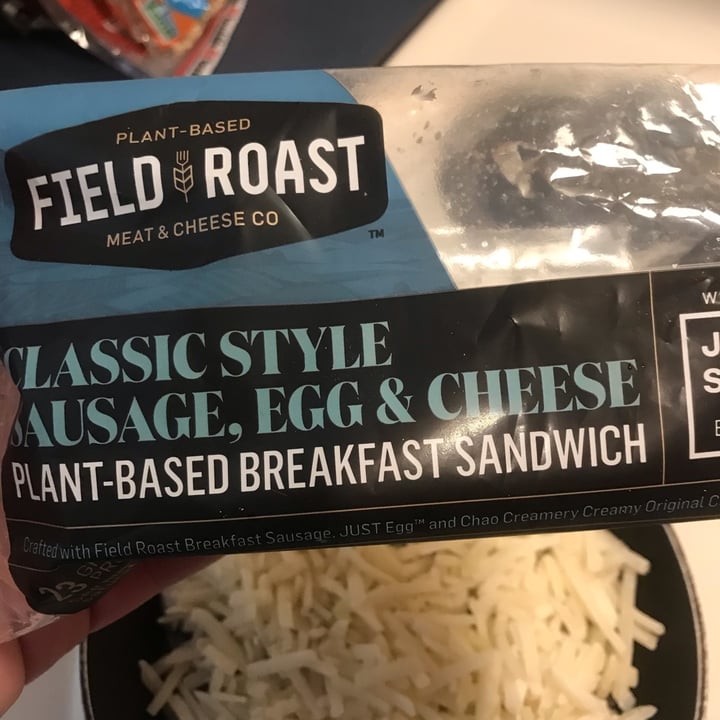 PLANT-BASED
FIELD ROAST
MEAT & CHEESE CO
TM
CLASSIC STYLE
SAUSAGE, EGG & CHEESE
PLANT-BASED BREAKFAST SANDWICH
Crafted with Field Roast Breakfast Sausage, JUST Egg™ and Chao Creamery Creamy Original
23